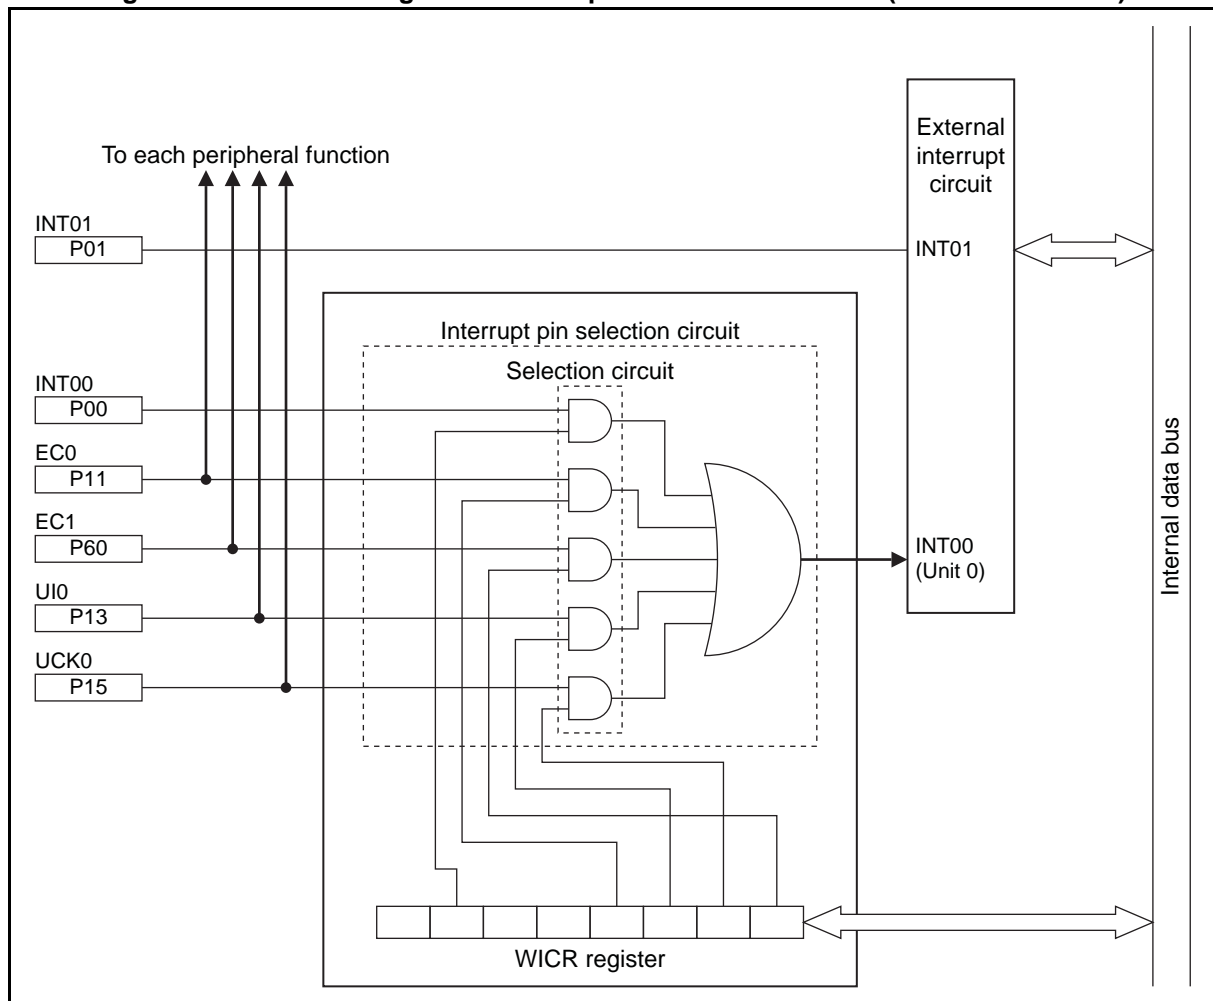 To each peripheral function
INT01
P01
INT00
P00
EC0
P11
EC1
P60
UI0
P13
UCK0
P15
Interrupt pin selection circuit
Selection circuit
WICR register
External
interrupt
circuit
INT01
INT00
(Unit 0)
Internal data bus